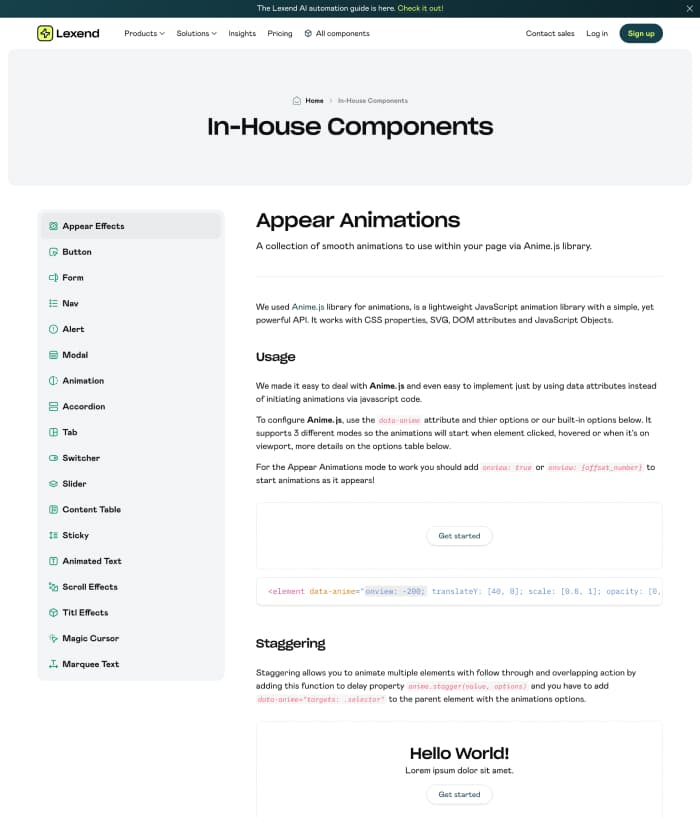 The Lexend AI automation guide is here. Check it out!
Lexend
Products
Solutions
Insights
Pricing
All components
Contact sales
Log in
Sign up
Home
In-House Components
In-House Components
Appear Effects
Button
Form
Nav
Alert
Modal
Animation
Accordion
Tab
Switcher
Slider
Content Table
Sticky
Animated Text
Scroll Effects
Titl Effects
Magic Cursor
Marquee Text
Appear Animations
A collection of smooth animations to use within your page via Anime.js library.
We used Anime.js library for animations, is a lightweight JavaScript animation library with a simple, yet
powerful API. It works with CSS properties, SVG, DOM attributes and JavaScript Objects.
Usage
We made it easy to deal with Anime.js and even easy to implement just by using data attributes instead
of initiating animations via javascript code.
To configure Anime.js, use the data-anime attribute and thier options or our built-in options below. It
supports 3 different modes so the animations will start when element clicked, hovered or when it's on
viewport, more details on the options table below.
For the Appear Animations mode to work you should add onview: true or onview: {offset_number} to
start animations as it appears!
Get started
<element data-anime="onview: -200; translateY: [40, 0]; scale: [0.8, 1]; opacity: [0,
Staggering
Staggering allows you to animate multiple elements with follow through and overlapping action by
adding this function to delay property anime.stagger(value, options) and you have to add
data-anime="targets: .selector" to the parent element with the animations options.
Hello World!
Lorem ipsum dolor sit amet.
Get started